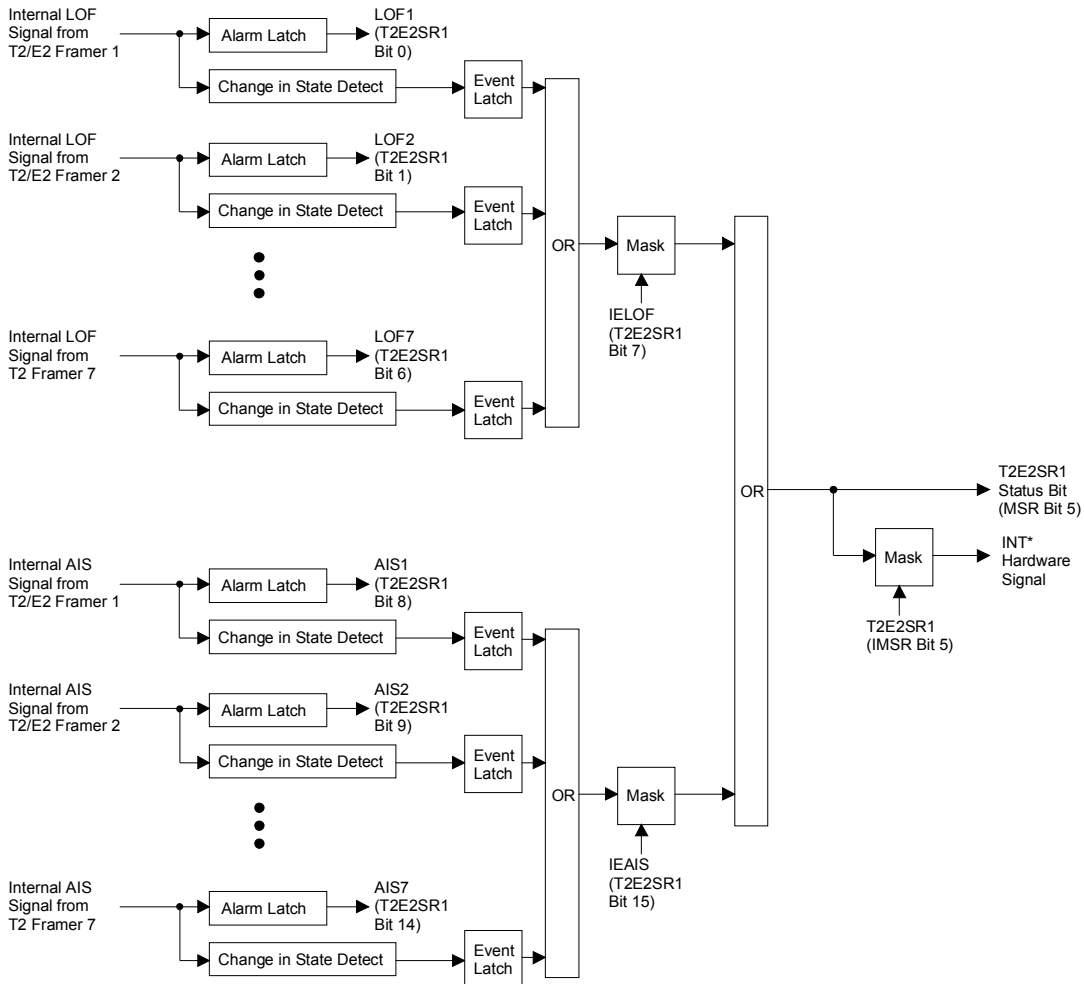 Internal LOF
Signal from
T2/E2 Framer 1
Alarm Latch
LOF1
(T2E2SR1
Bit 0)
Change in State Detect
Event
Latch
Internal LOF
Signal from
T2/E2 Framer 2
Alarm Latch
LOF2
(T2E2SR1
Bit 1)
Change in State Detect
Event
Latch
OR
Mask
IELOF
(T2E2SR1
Bit 7)
Internal LOF
Signal from
T2 Framer 7
Alarm Latch
LOF7
(T2E2SR1
Bit 6)
Change in State Detect
Event
Latch
OR
T2E2SR1
Status Bit
(MSR Bit 5)
Mask
INT*
Hardware
Signal
T2E2SR1
(IMSR Bit 5)
Internal AIS
Signal from
T2/E2 Framer 1
Alarm Latch
AIS1
(T2E2SR1
Bit 8)
Change in State Detect
Event
Latch
Internal AIS
Signal from
T2/E2 Framer 2
Alarm Latch
AIS2
(T2E2SR1
Bit 9)
Change in State Detect
Event
Latch
OR
Mask
IEAIS
(T2E2SR1
Bit 15)
Internal AIS
Signal from
T2 Framer 7
Alarm Latch
AIS7
(T2E2SR1
Bit 14)
Change in State Detect
Event
Latch